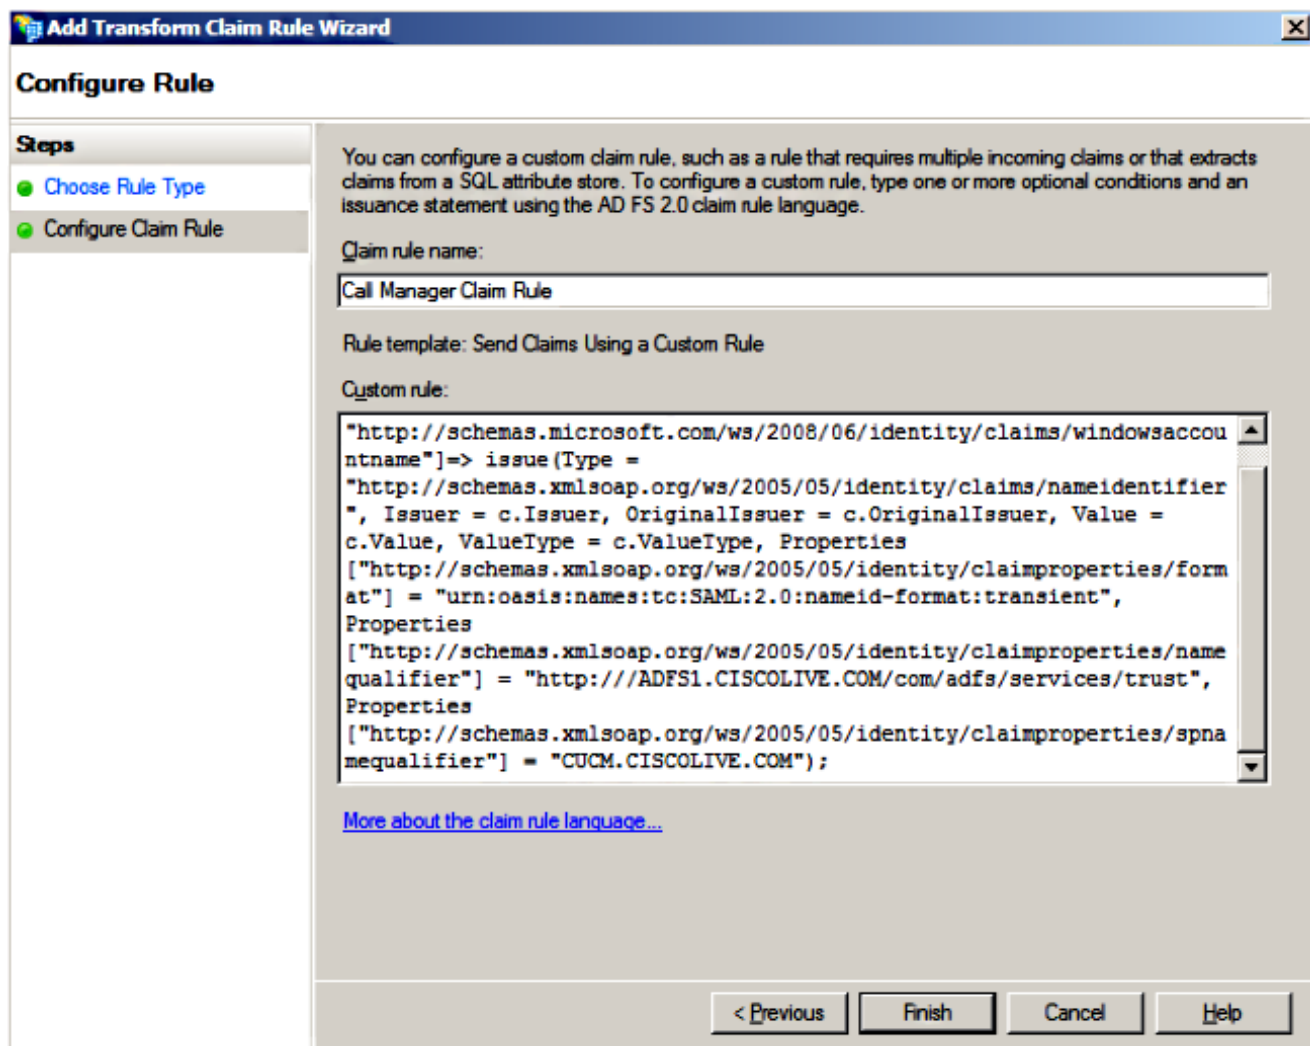 Add Transform Claim Rule Wizard
Configure Rule
Steps
Choose Rule Type
Configure Claim Rule
You can configure a custom claim rule, such as a rule that requires multiple incoming claims or that extracts
claims from a SQL attribute store. To configure a custom rule, type one or more optional conditions and an
issuance statement using the AD FS 2.0 claim rule language.
Claim rule name:
Call Manager Claim Rule
Rule template: Send Claims Using a Custom Rule
Custom rule:
"http://schemas.microsoft.com/ws/2008/06/identity/claims/windowsaccou
ntname"]=> issue(Type =
"http://schemas.xmlsoap.org/ws/2005/05/identity/claims/nameidentifier
", Issuer = c.Issuer, OriginalIssuer = c.OriginalIssuer, Value =
c.Value, ValueType = c.ValueType, Properties
["http://schemas.xmlsoap.org/ws/2005/05/identity/claimproperties/form
at"] = "urn:oasis:names:tc:SAML:2.0:nameid-format:transient",
Properties
["http://schemas.xmlsoap.org/ws/2005/05/identity/claimproperties/name
qualifier"] = "http:///ADFS1.CISCOLIVE.COM/com/adfs/services/trust",
Properties
["http://schemas.xmlsoap.org/ws/2005/05/identity/claimproperties/spna
mequalifier"] = "CUCM.CISCOLIVE.COM");
More about the claim rule language...
< Previous
Finish
Cancel
Help